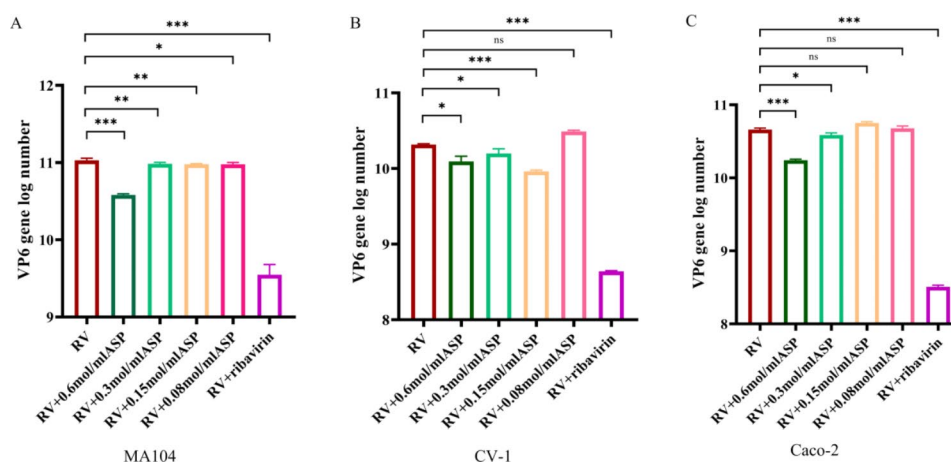 A
***
*
**
**
***
VP6 gene log number
12
11
10
9
RV
RV+0.6mol/mlASP
RV+0.3mol/mlASP
RV+0.15mol/mlASP
RV+0.08mol/mlASP
RV+ribavirin
MA104
B
***
ns
***
*
*
VP6 gene log number
11
10
9
8
RV
RV+0.6mol/mlASP
RV+0.3mol/mlASP
RV+0.15mol/mlASP
RV+0.08mol/mlASP
RV+ribavirin
CV-1
C
***
ns
ns
*
***
VP6 gene log number
11
10
9
8
RV
RV+0.6mol/mlASP
RV+0.3mol/mlASP
RV+0.15mol/mlASP
RV+0.08mol/mlASP
RV+ribavirin
Caco-2